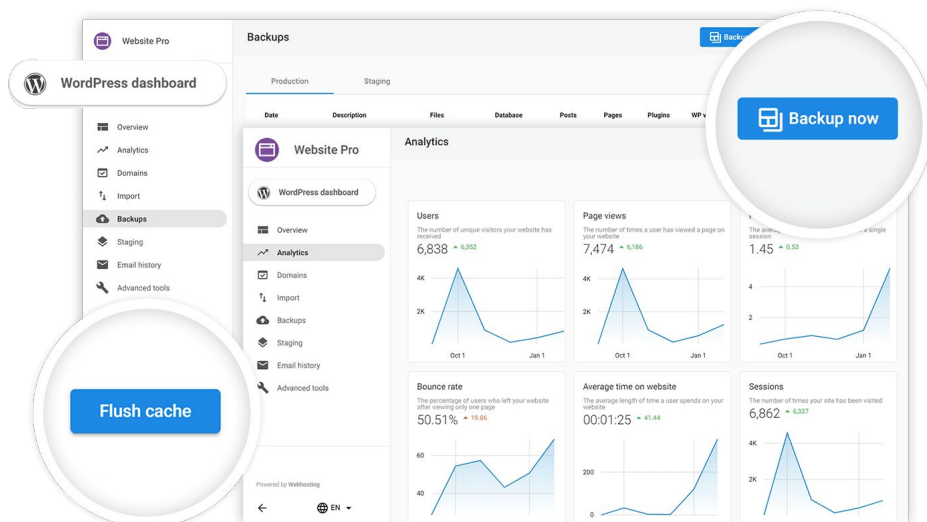 Website Pro
Backups
WordPress dashboard
Production
Staging
Date
Description
Files
Database
Posts
Pages
Plugins
Backup now
Overview
Analytics
Domains
Import
Backups
Staging
Email history
Advanced tools
Flush cache
Website Pro
WordPress dashboard
Overview
Analytics
Domains
Import
Backups
Staging
Email history
Advanced tools
Powered by Webhosting
EN
Analytics
Users
The number of unique visitors your website has
received
6,838 6,352
4K
2K
Oct 1 Jan 1
Page views
The number of times a user has viewed a page on
your website
7,474 6,186
4K
2K
Oct 1 Jan 1
single
session
1.45 0.53
4
2
Oct 1 Jan 1
Bounce rate
The percentage of users who left your website
after viewing only one page
50.51% 19.86
60
40
Average time on website
The average length of time a user spends on your
website
00:01:25 41.44
200
0
Sessions
The number of times your site has been visited
6,862 6,327
4K
2K